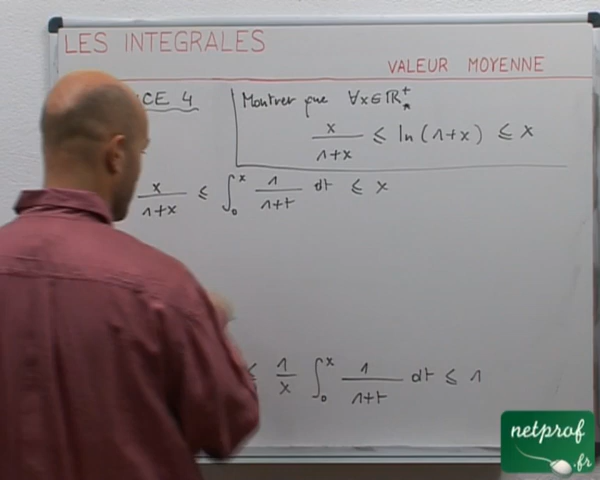 LES INTEGRALES
VALEUR MOYENNE
CE 4
Montrer que ∀x∈ℝ₊*
x/(1+x) ≤ ln(1+x) ≤ x
x/(1+x) ≤ ∫₀ˣ 1/(1+t) dt ≤ x
≤ 1/x ∫₀ˣ 1/(1+t) dt ≤ 1
netprof
.fr